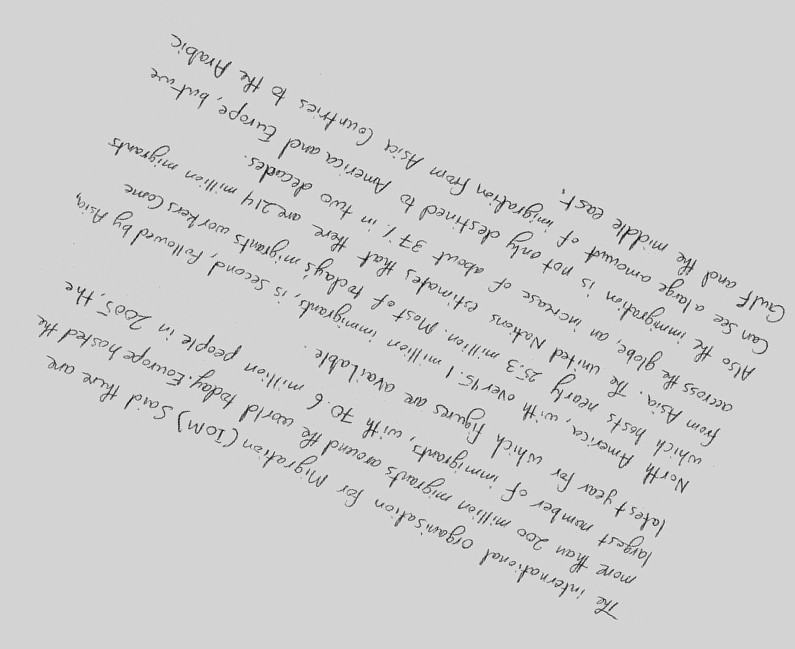 The international organisation for Migration (IOM) Said there are
more than 200 million migrants around the world today. Eaurope hosted the
largest nomber of immigrants, with 70.6 million people in 2005, the
latest year for which figures are available.
North America, with over 45.1 million immigrants, is Second, followed by Asia,
which hosts nearly 25.3 million. Most of today's migrants workers Come
from Asia. The united Nations estimates that there are 214 million migrants
accross the globe, an increase of about 37% in two decades.
Also the immigration is not only destined to America and Europe, but we
Can see a large amount of imigration from Asia Countries to the Arabic
Gulf and the middle east.